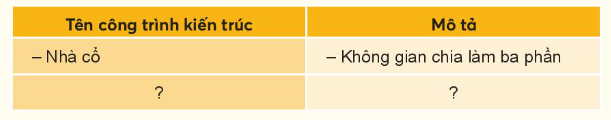 Tên công trình kiến trúc
Mô tả
– Nhà cổ
– Không gian chia làm ba phần
?
?